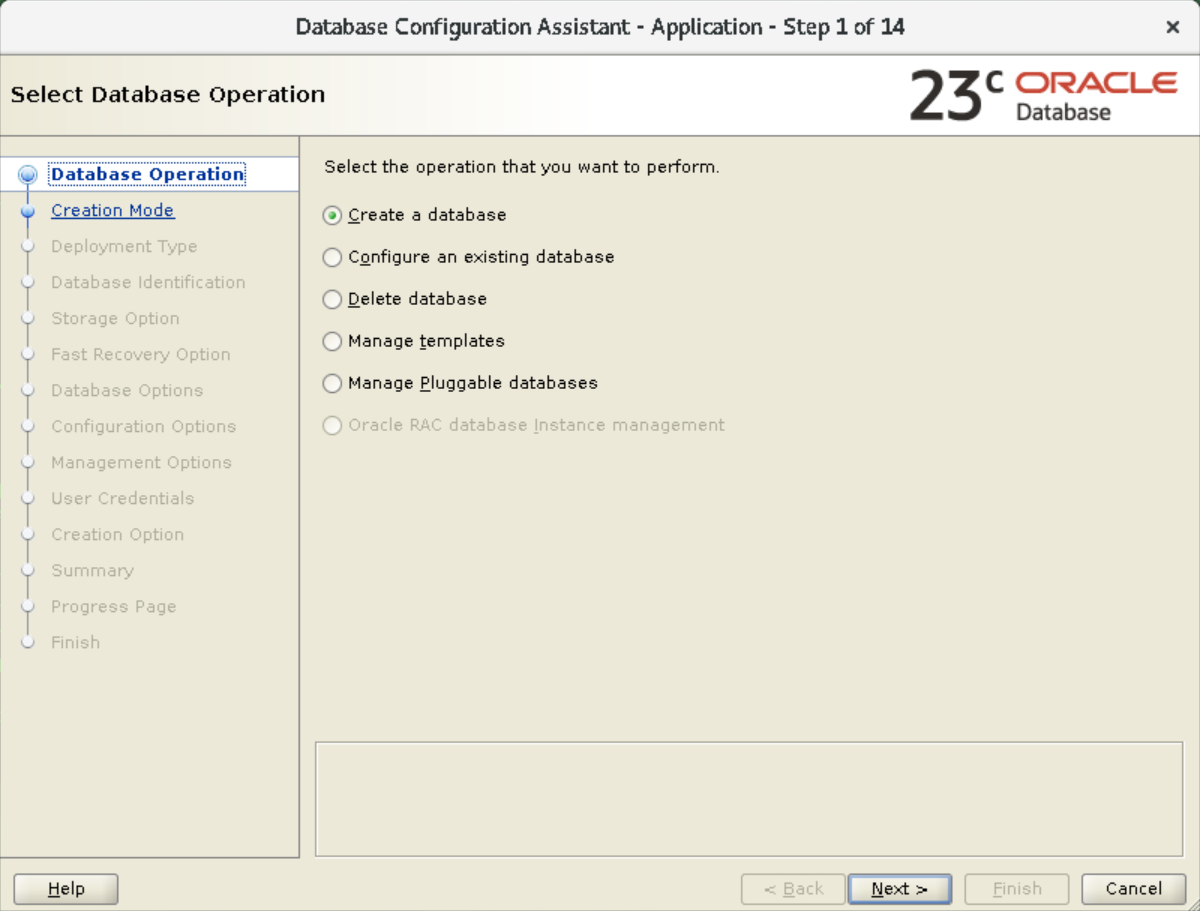 Database Configuration Assistant - Application - Step 1 of 14
Select Database Operation
23c ORACLE
Database
Database Operation
Creation Mode
Deployment Type
Database Identification
Storage Option
Fast Recovery Option
Database Options
Configuration Options
Management Options
User Credentials
Creation Option
Summary
Progress Page
Finish
Select the operation that you want to perform.
Create a database
Configure an existing database
Delete database
Manage templates
Manage Pluggable databases
Oracle RAC database Instance management
Help
< Back
Next >
Finish
Cancel